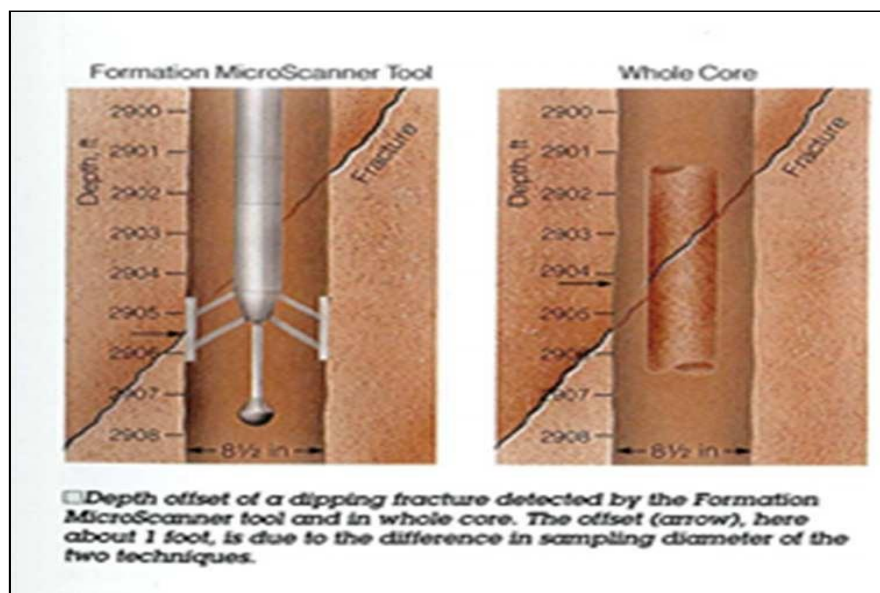 Formation MicroScanner Tool
Whole Core
Depth, ft
2900
2901
2902
2903
2904
2905
2906
2907
2908
Fracture
8½ in
Depth, ft
2900
2901
2902
2903
2904
2905
2906
2907
2908
Fracture
8½ in
Depth offset of a dipping fracture detected by the Formation
MicroScanner tool and in whole core. The offset (arrow), here
about 1 foot, is due to the difference in sampling diameter of the
two techniques.